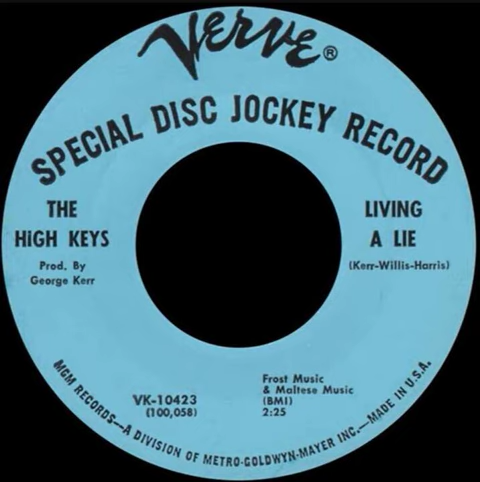 VERVE®
SPECIAL DISC JOCKEY RECORD
THE
HiGH KEYS
Prod. By
George Kerr
LIVING
A LIE
(Kerr-Willis-Harris)
VK-10423
(100,058)
Frost Music
& Maltese Music
(BMI)
2:25
MGM RECORDS—A DIVISION OF METRO-GOLDWYN-MAYER INC.—MADE IN U.S.A.